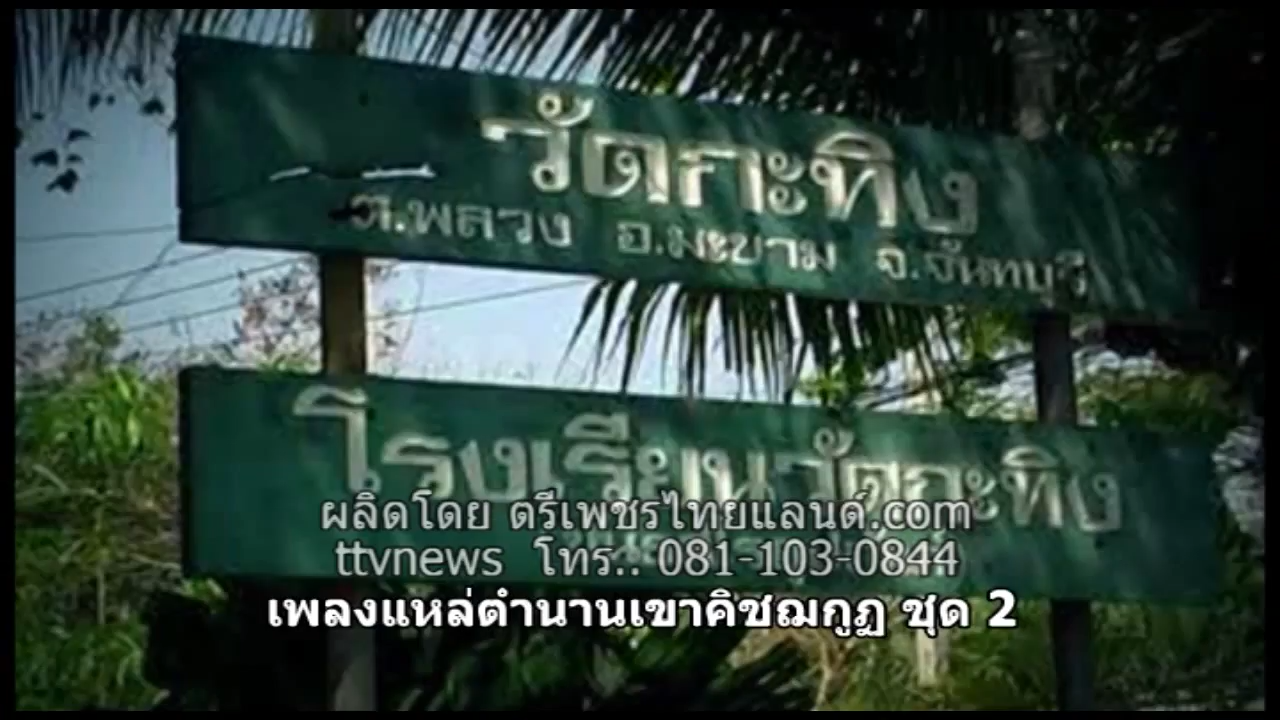 วัดกะทิง
ต.พลวง อ.มะขาม จ.จันทบุรี
โรงเรียนวัดกะทิง
ผลิตโดย ตรีเพชรไทยแลนด์.com
ttvnews โทร.. 081-103-0844
เพลงแหล่ตำนานเขาคิชฌกูฏ ชุด 2